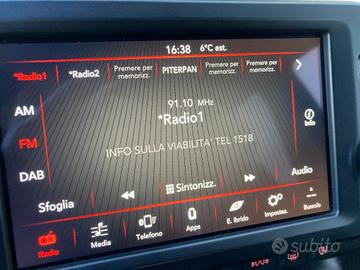 16:38 6°C est.
*Radio1 *Radio2 Premere per memorizz. PITERPAN Premere per memorizz. Premere per memorizz.
AM
91.10 MHz
*Radio1
Info
FM
INFO SULLA VIABILITA' TEL 1518
DAB
Sfoglia Sintonizz. Audio
Radio Media Telefono Apps E. Ibrido Impostaz. Bussola
subito